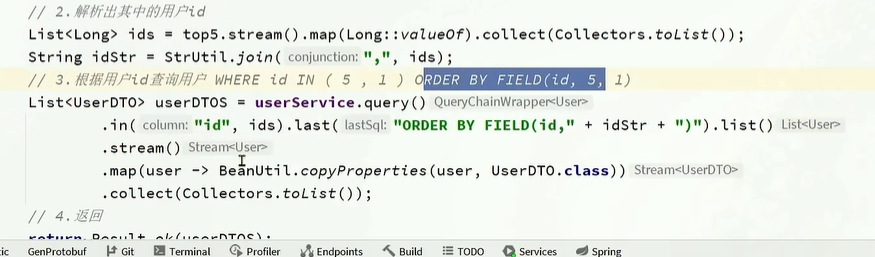 // 2.解析出其中的用户id
List<Long> ids = top5.stream().map(Long::valueOf).collect(Collectors.toList());
String idStr = StrUtil.join( conjunction: ",", ids);
// 3.根据用户id查询用户 WHERE id IN ( 5 , 1 ) ORDER BY FIELD(id, 5, 1)
List<UserDTO> userDTOS = userService.query() QueryChainWrapper<User>
.in( column: "id", ids).last( lastSql: "ORDER BY FIELD(id," + idStr + ")").list() List<User>
.stream() Stream<User>
.map(user -> BeanUtil.copyProperties(user, UserDTO.class)) Stream<UserDTO>
.collect(Collectors.toList());
// 4.返回
return Result.ok(userDTOS);
tic GenProtobuf Git Terminal Profiler Endpoints Build TODO Services Spring